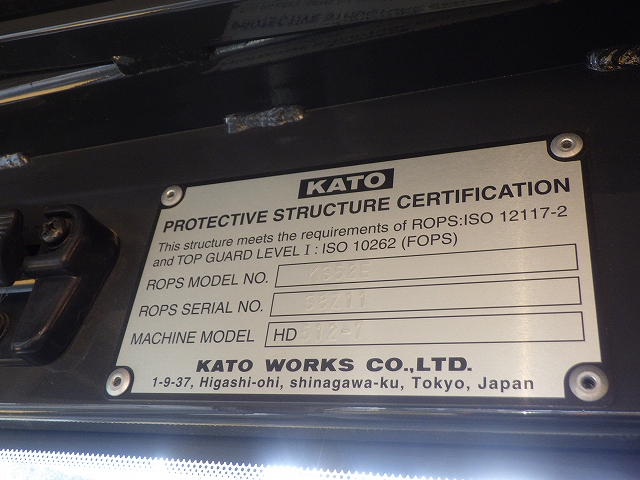 KATO
PROTECTIVE STRUCTURE CERTIFICATION
This structure meets the requirements of ROPS:ISO 12117-2
and TOP GUARD LEVEL I : ISO 10262 (FOPS)
ROPS MODEL NO.
ROPS SERIAL NO.
MACHINE MODEL HD 512-1
KATO WORKS CO.,LTD.
1-9-37, Higashi-ohi, shinagawa-ku, Tokyo, Japan